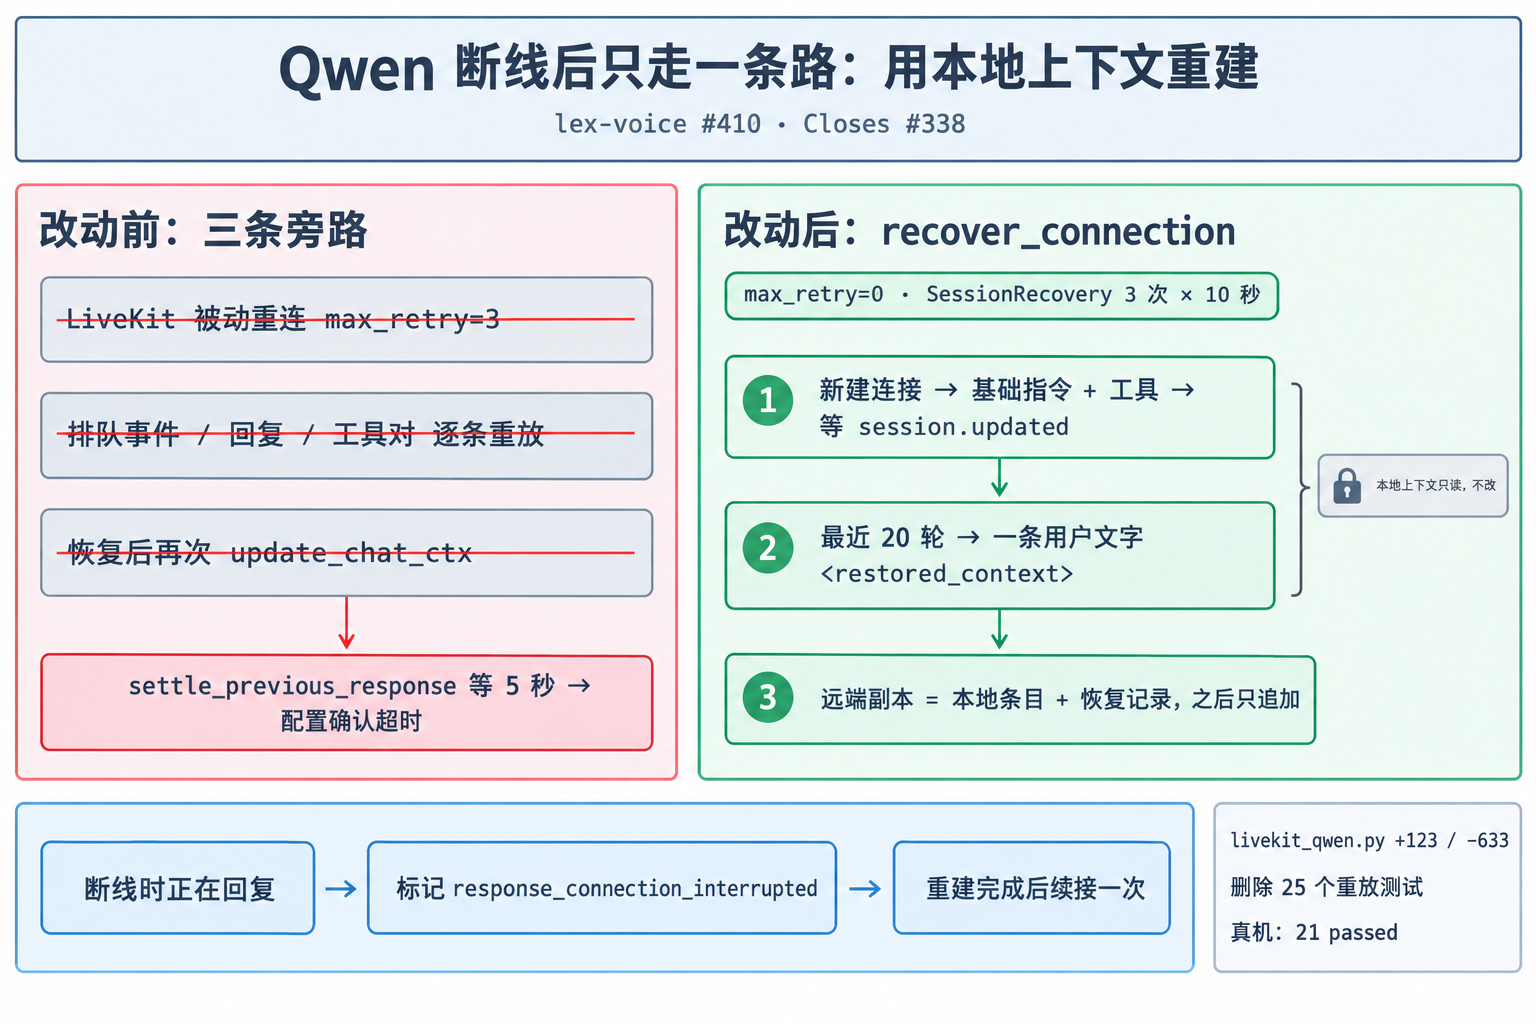 Qwen 断线后只走一条路：用本地上下文重建
lex-voice #410 · Closes #338
改动前：三条旁路
LiveKit 被动重连 max_retry=3
排队事件 / 回复 / 工具对 逐条重放
恢复后再次 update_chat_ctx
settle_previous_response 等 5 秒 →
配置确认超时
改动后：recover_connection
max_retry=0 · SessionRecovery 3 次 × 10 秒
1
新建连接 → 基础指令 + 工具 →
等 session.updated
2
最近 20 轮 → 一条用户文字
<restored_context>
本地上下文只读，不改
3
远端副本 = 本地条目 + 恢复记录，之后只追加
断线时正在回复
标记 response_connection_interrupted
重建完成后续接一次
livekit_qwen.py +123 / -633
删除 25 个重放测试
真机：21 passed